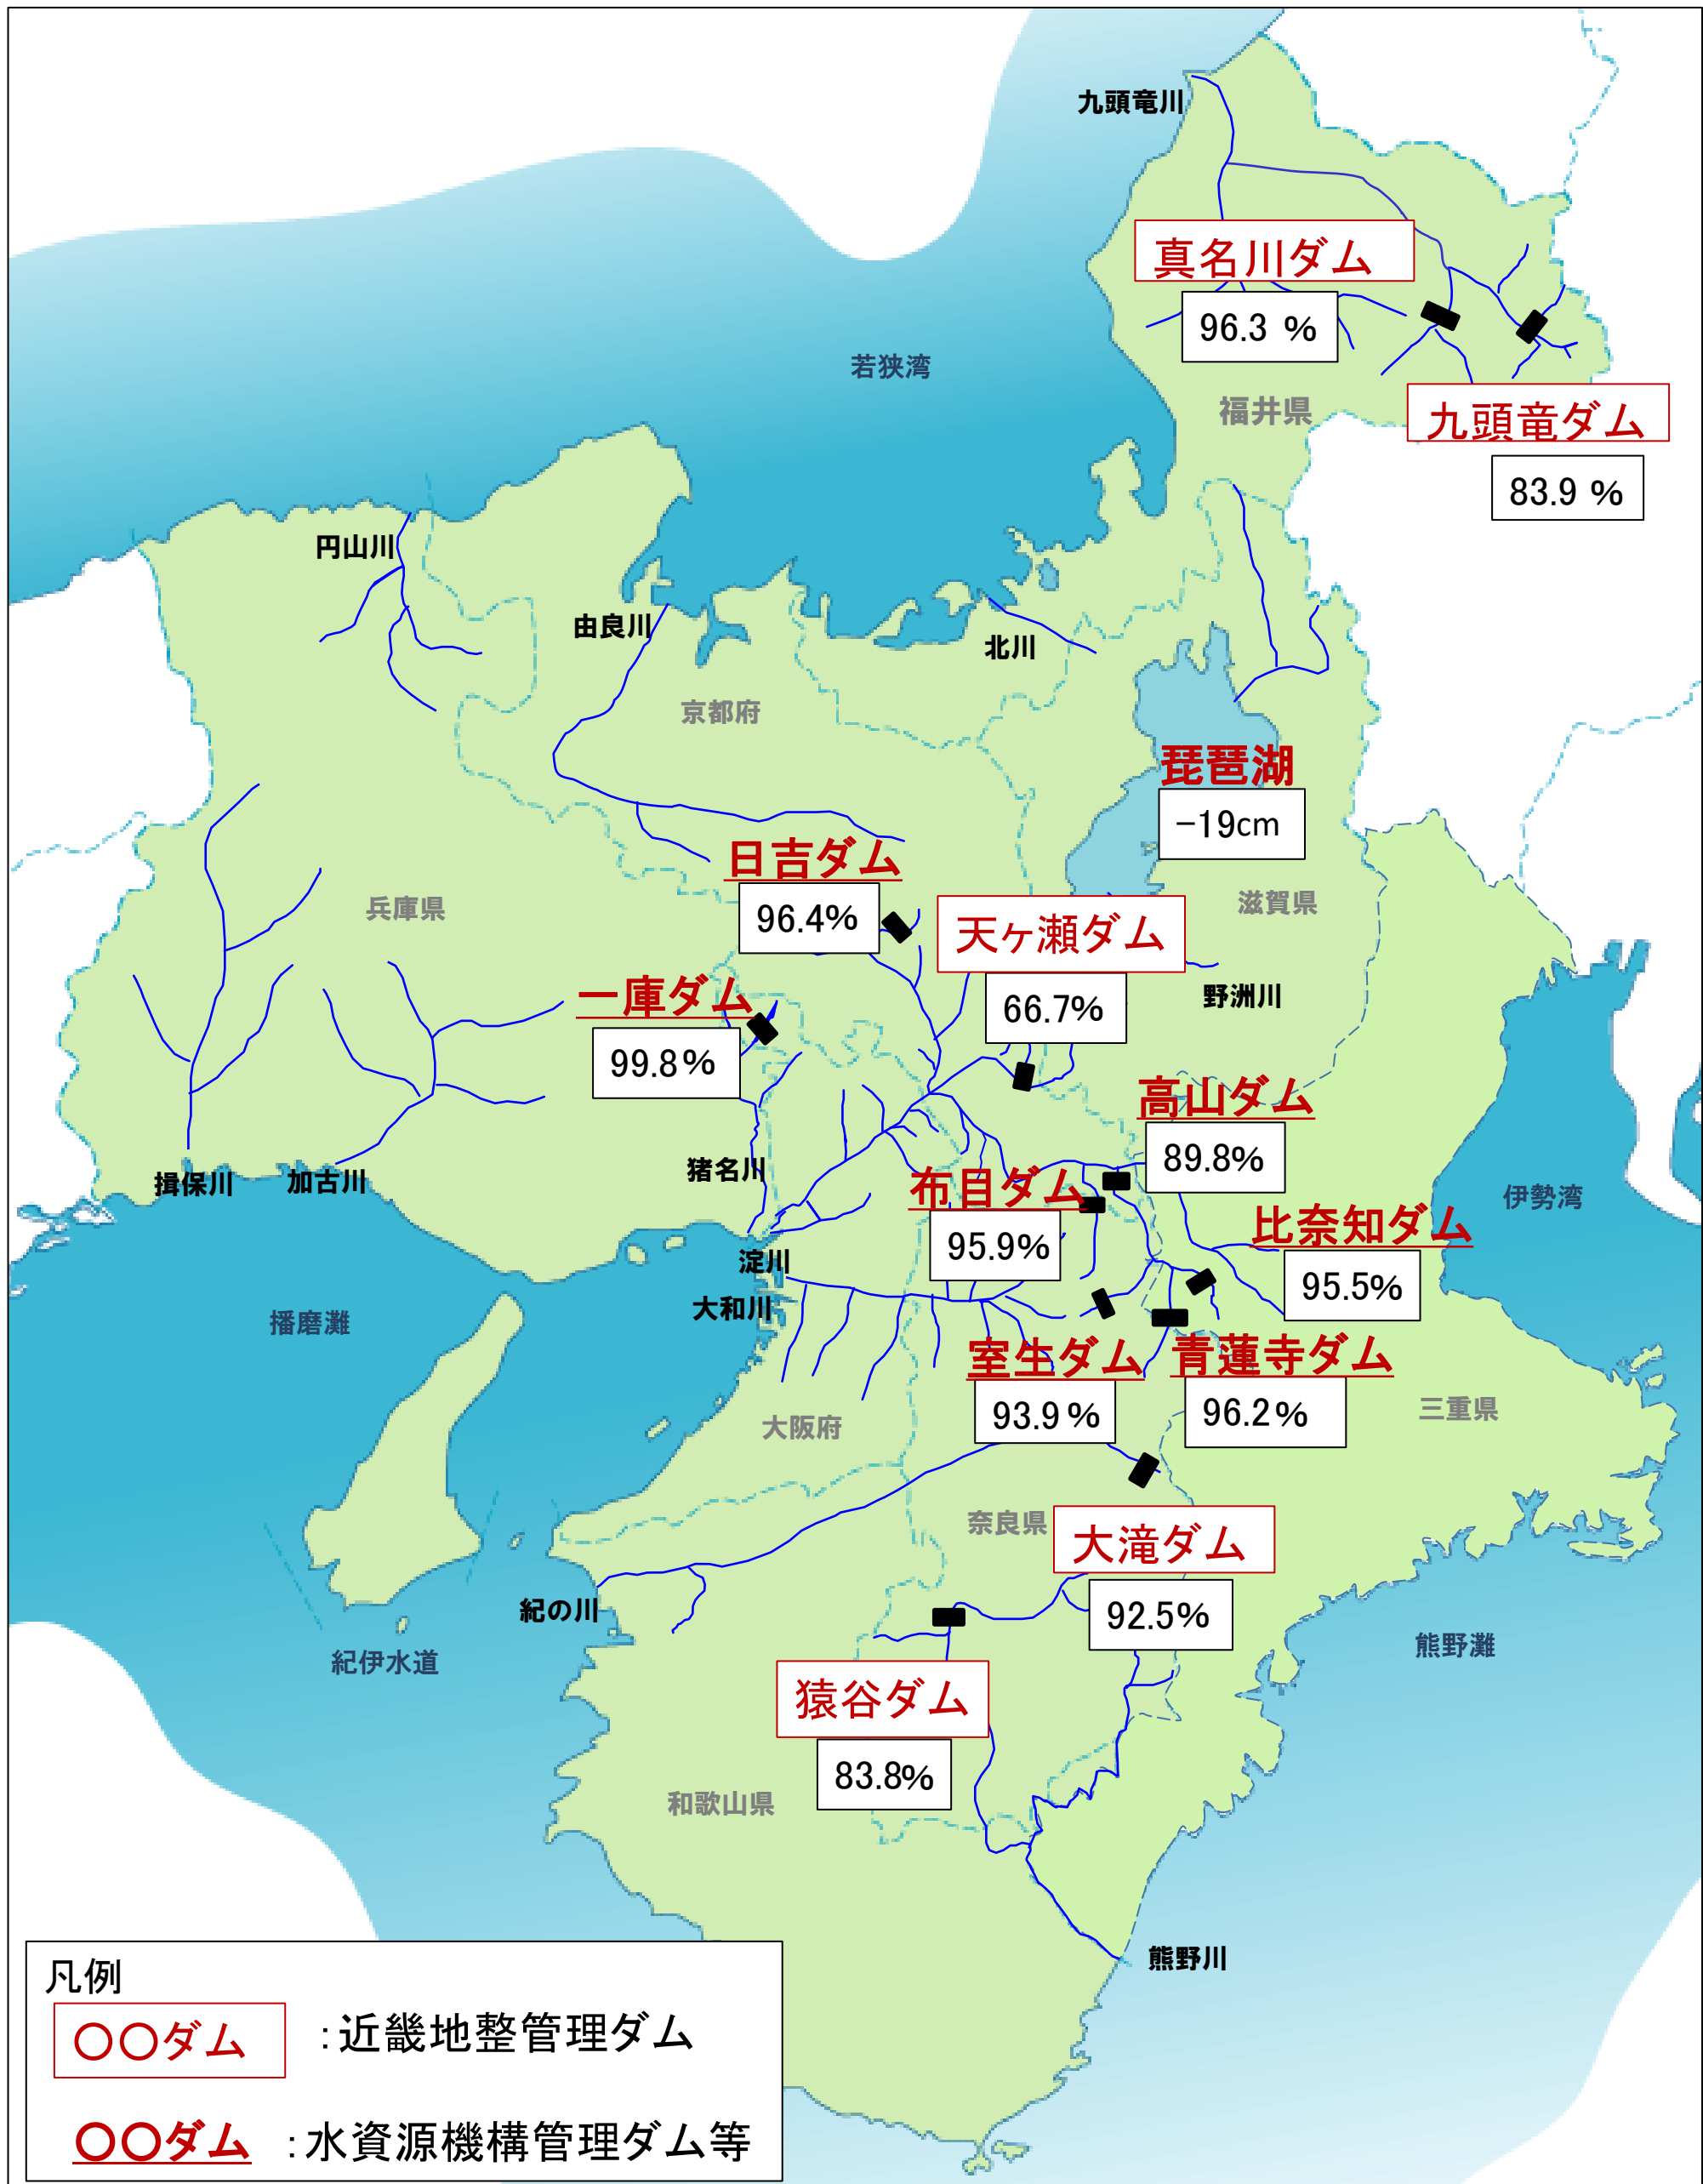 九頭竜川
真名川ダム
96.3 %
若狭湾
福井県
九頭竜ダム
83.9 %
円山川
由良川
北川
京都府
琵琶湖
−19cm
日吉ダム
96.4%
兵庫県
滋賀県
天ヶ瀬ダム
66.7%
野洲川
一庫ダム
99.8%
高山ダム
89.8%
猪名川
揖保川
加古川
布目ダム
95.9%
伊勢湾
比奈知ダム
95.5%
淀川
大和川
播磨灘
室生ダム
93.9%
青蓮寺ダム
96.2%
三重県
大阪府
奈良県
大滝ダム
92.5%
紀の川
紀伊水道
熊野灘
猿谷ダム
83.8%
和歌山県
熊野川
凡例
〇〇ダム :近畿地整管理ダム
〇〇ダム :水資源機構管理ダム等